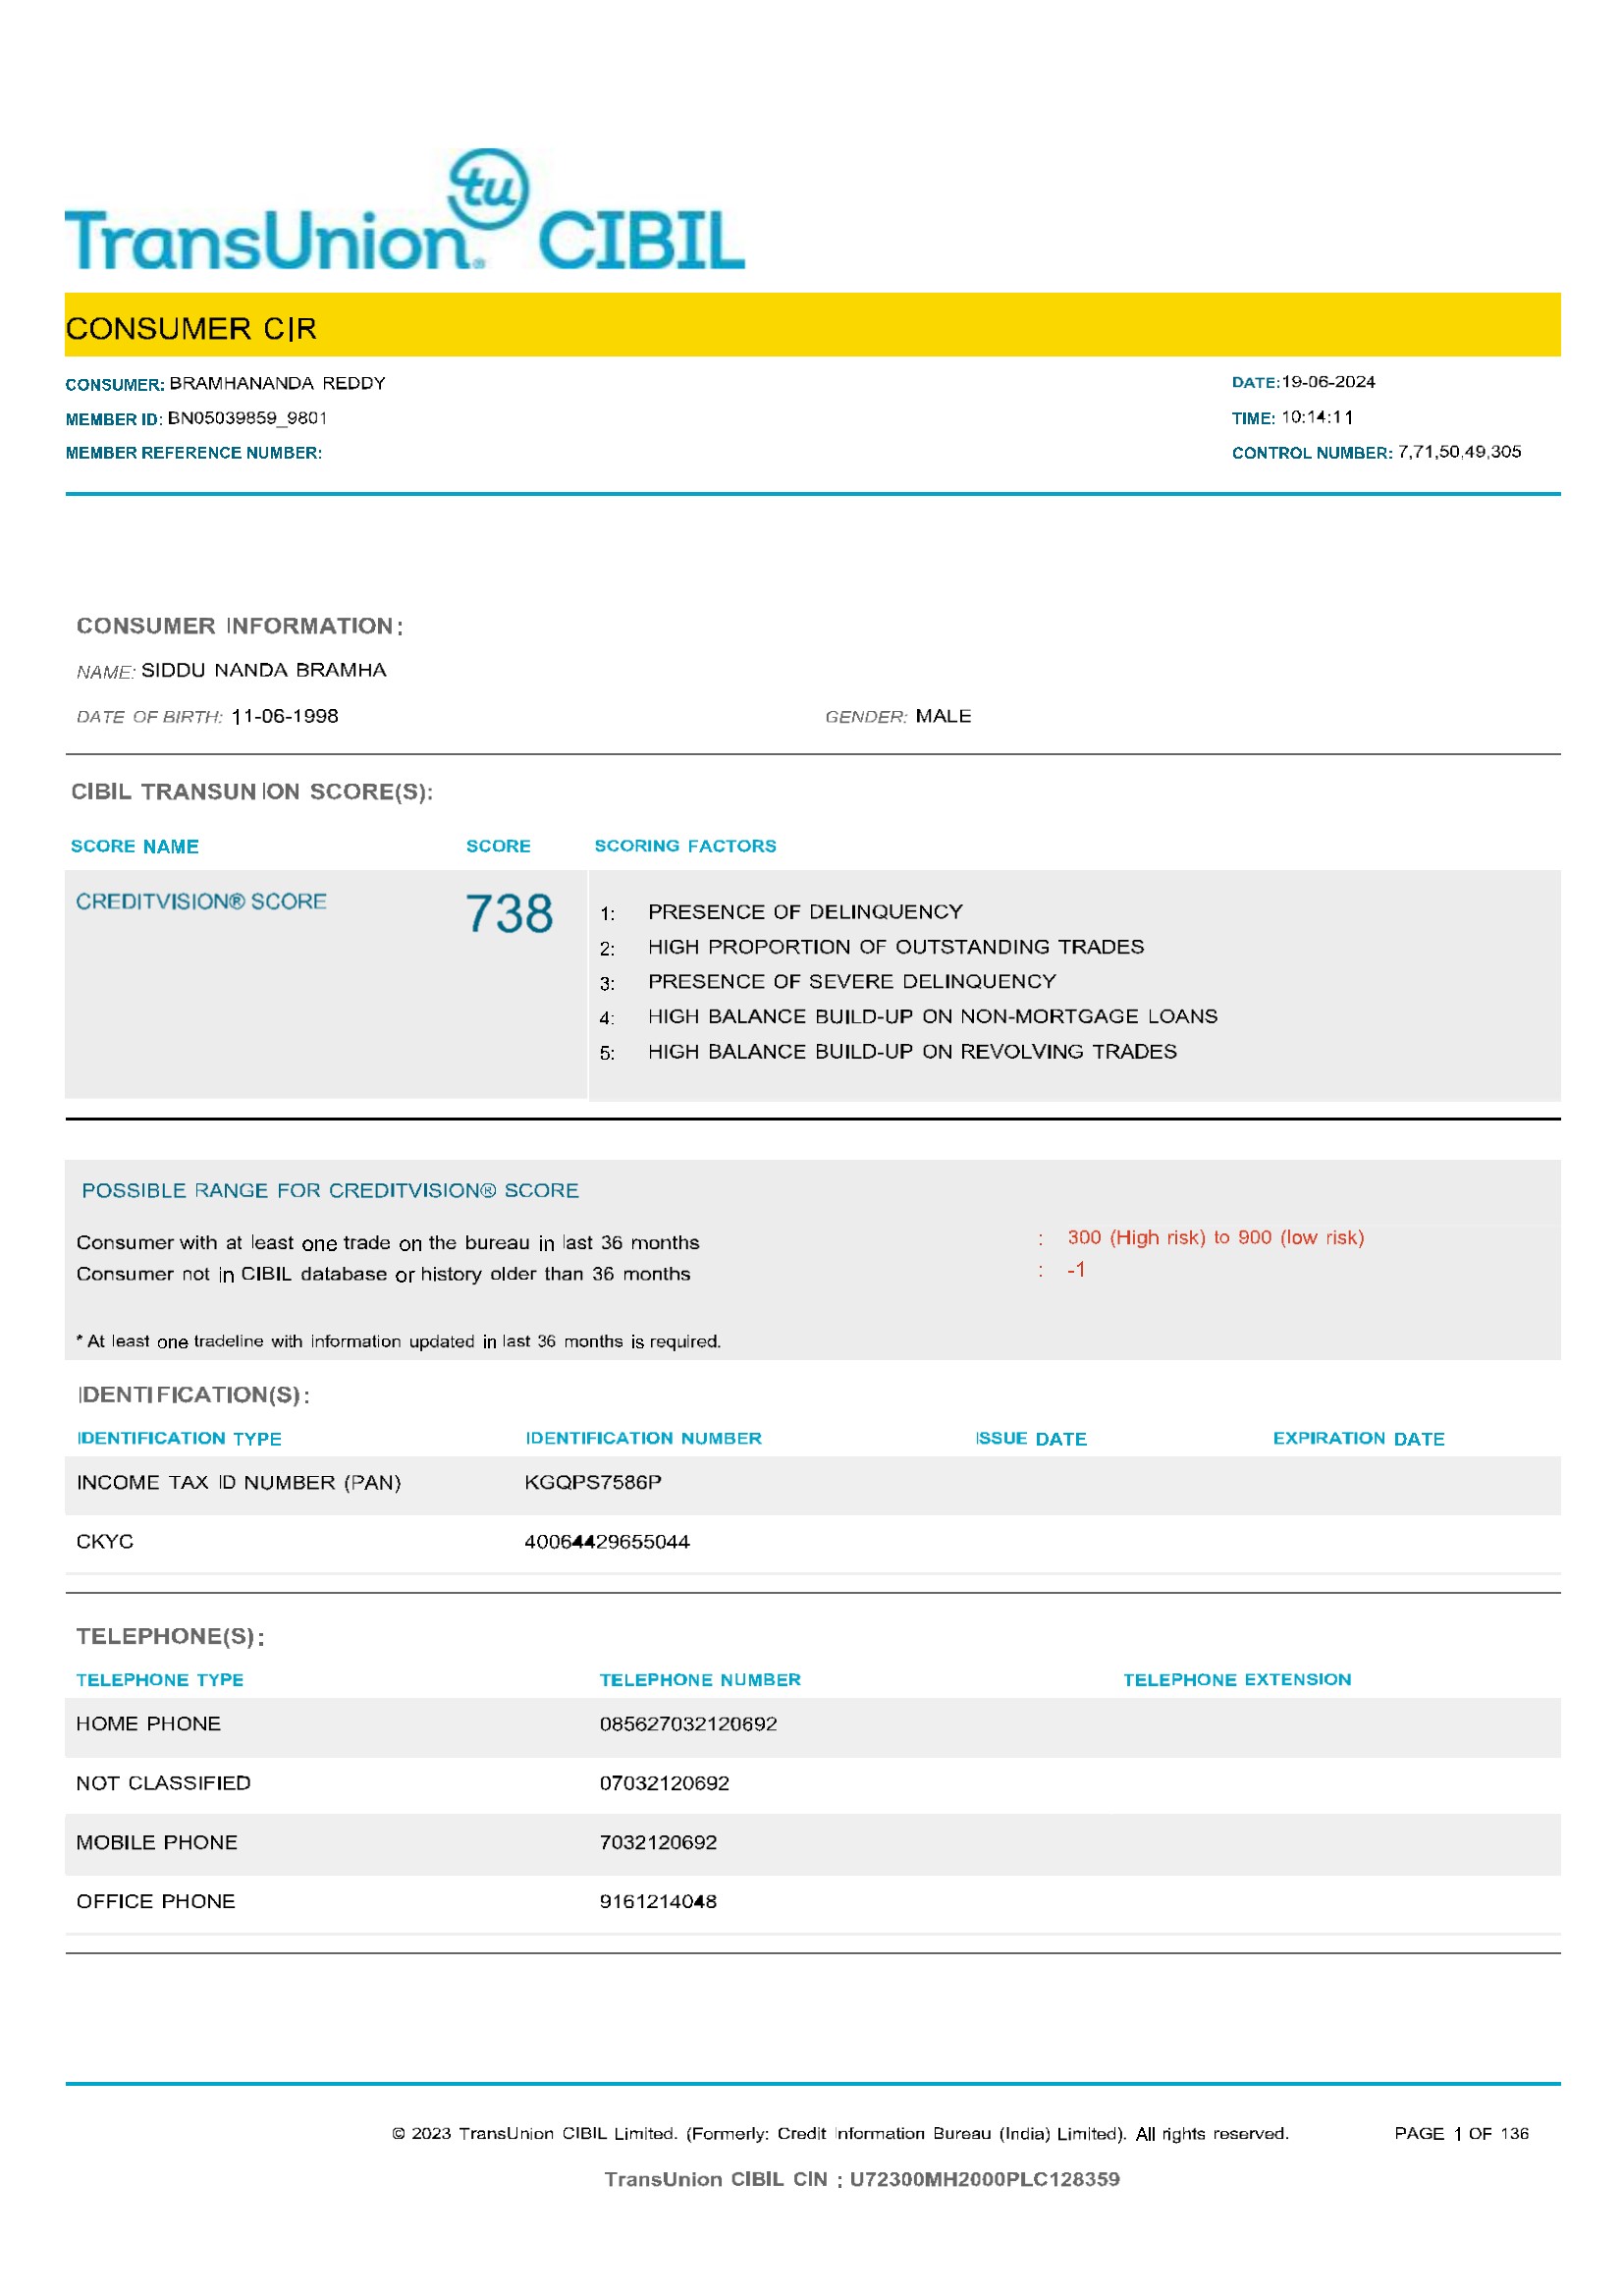 tu
TransUnion® CIBIL
CONSUMER CIR
CONSUMER: BRAMHANANDA REDDY
DATE:19-06-2024
MEMBER ID: BN05039859_9801
TIME: 10:14:11
MEMBER REFERENCE NUMBER:
CONTROL NUMBER: 7,71,50,49,305
CONSUMER INFORMATION:
NAME: SIDDU NANDA BRAMHA
DATE OF BIRTH: 11-06-1998 GENDER: MALE
CIBIL TRANSUNION SCORE(S):
SCORE NAME SCORE SCORING FACTORS
CREDITVISION® SCORE 738
1: PRESENCE OF DELINQUENCY
2: HIGH PROPORTION OF OUTSTANDING TRADES
3: PRESENCE OF SEVERE DELINQUENCY
4: HIGH BALANCE BUILD-UP ON NON-MORTGAGE LOANS
5: HIGH BALANCE BUILD-UP ON REVOLVING TRADES
POSSIBLE RANGE FOR CREDITVISION® SCORE
Consumer with at least one trade on the bureau in last 36 months : 300 (High risk) to 900 (low risk)
Consumer not in CIBIL database or history older than 36 months : -1
* At least one tradeline with information updated in last 36 months is required.
IDENTIFICATION(S):
IDENTIFICATION TYPE IDENTIFICATION NUMBER ISSUE DATE EXPIRATION DATE
INCOME TAX ID NUMBER (PAN) KGQPS7586P
CKYC 40064429655044
TELEPHONE(S):
TELEPHONE TYPE TELEPHONE NUMBER TELEPHONE EXTENSION
HOME PHONE 085627032120692
NOT CLASSIFIED 07032120692
MOBILE PHONE 7032120692
OFFICE PHONE 9161214048
© 2023 TransUnion CIBIL Limited. (Formerly: Credit Information Bureau (India) Limited). All rights reserved. PAGE 1 OF 136
TransUnion CIBIL CIN : U72300MH2000PLC128359